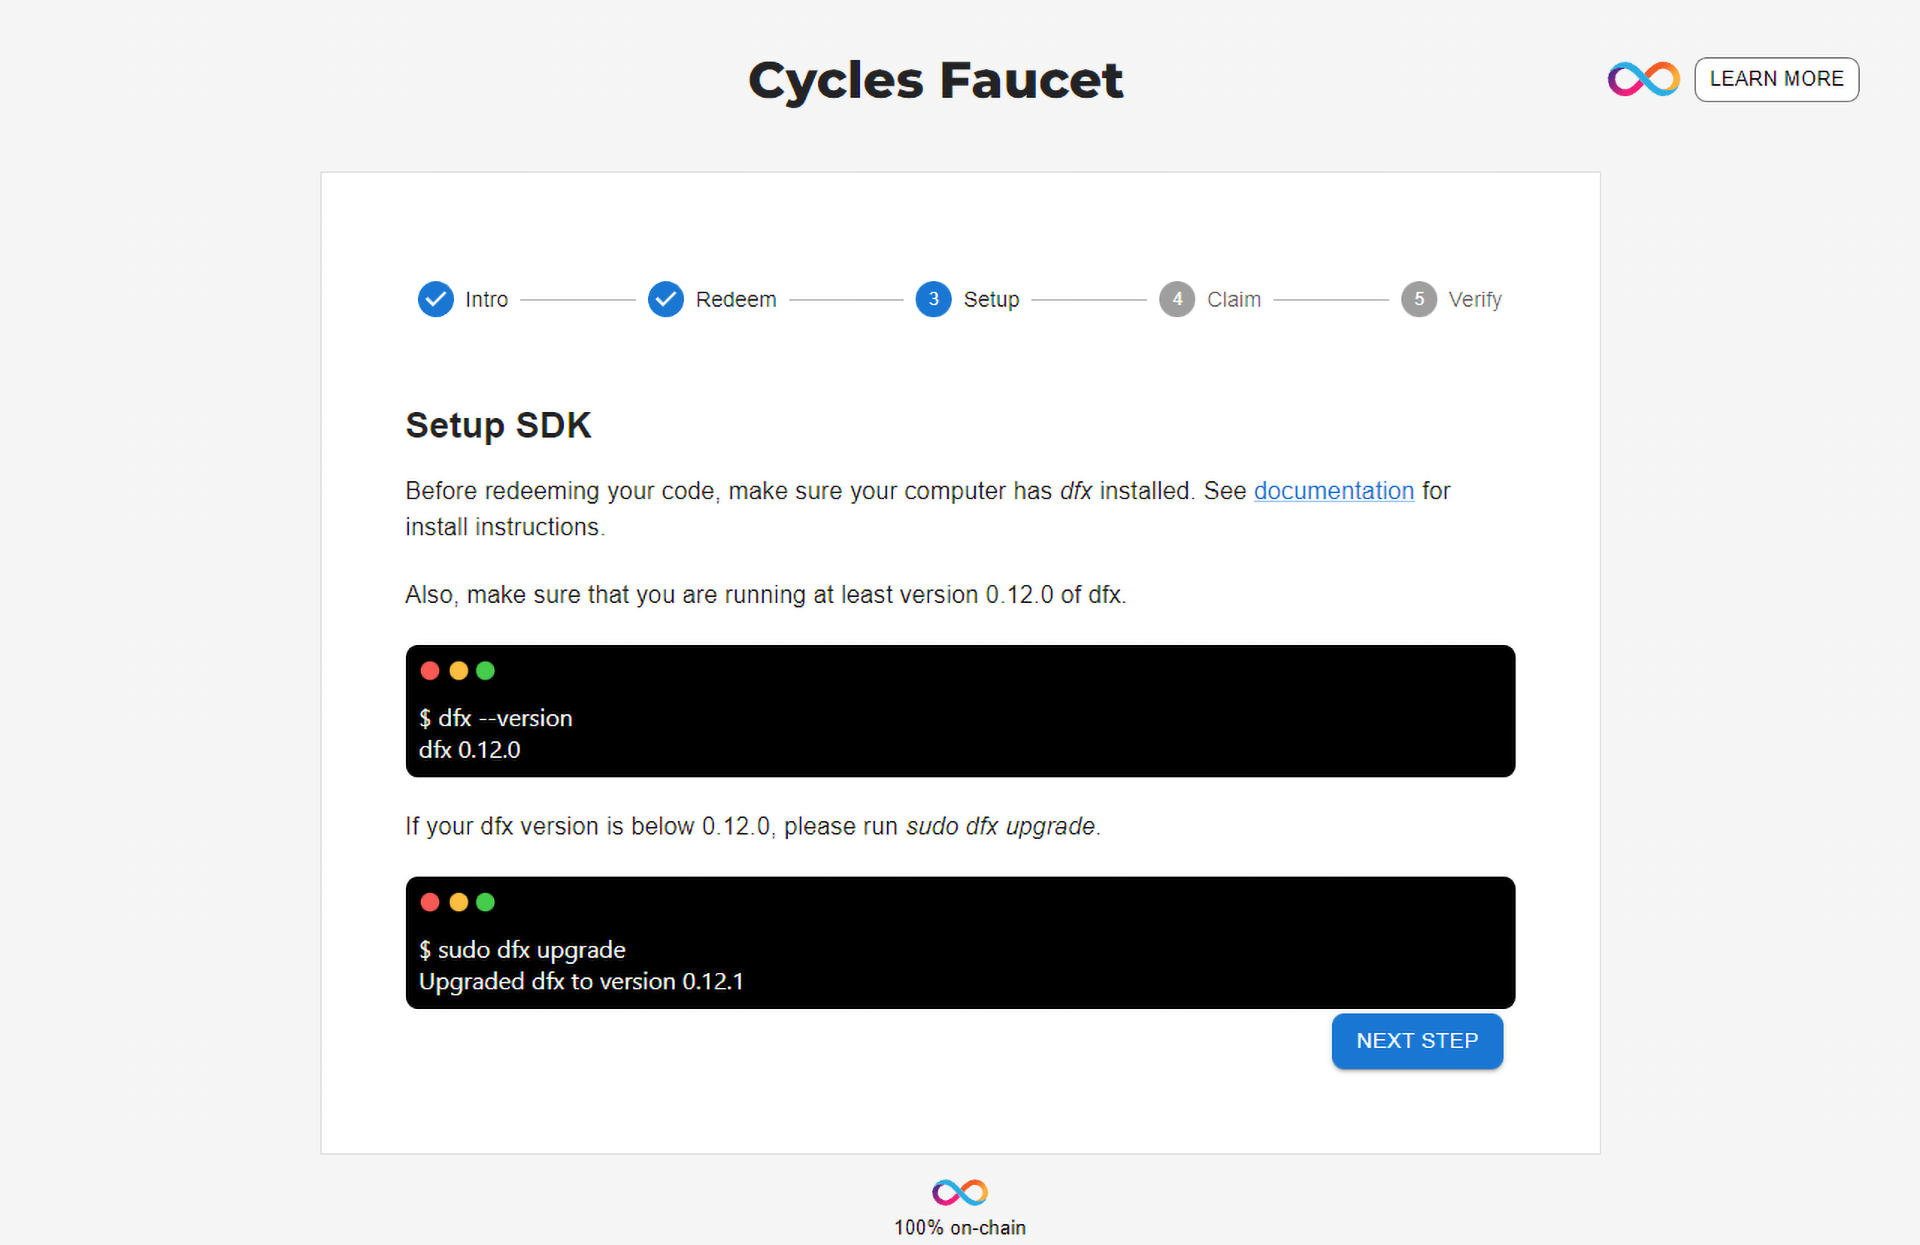 Cycles Faucet
LEARN MORE
Intro
Redeem
3 Setup
4 Claim
5 Verify
Setup SDK
Before redeeming your code, make sure your computer has dfx installed. See documentation for
install instructions.
Also, make sure that you are running at least version 0.12.0 of dfx.
$ dfx --version
dfx 0.12.0
If your dfx version is below 0.12.0, please run sudo dfx upgrade.
$ sudo dfx upgrade
Upgraded dfx to version 0.12.1
NEXT STEP
100% on-chain